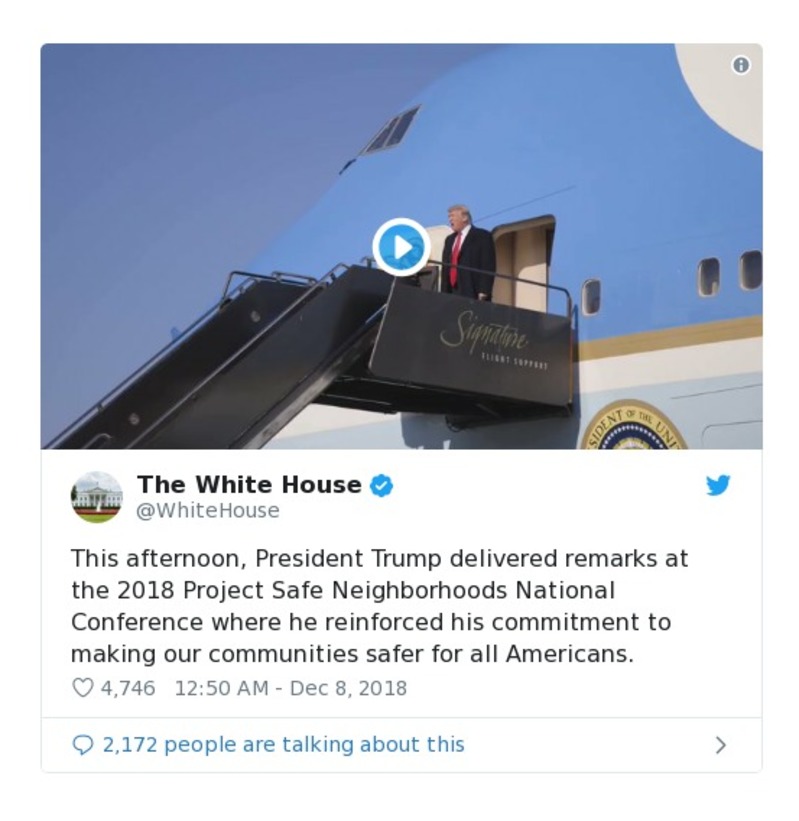 Signature
FLIGHT SUPPORT
SIDENT OF THE UNI
The White House
@WhiteHouse
This afternoon, President Trump delivered remarks at
the 2018 Project Safe Neighborhoods National
Conference where he reinforced his commitment to
making our communities safer for all Americans.
4,746 12:50 AM - Dec 8, 2018
2,172 people are talking about this